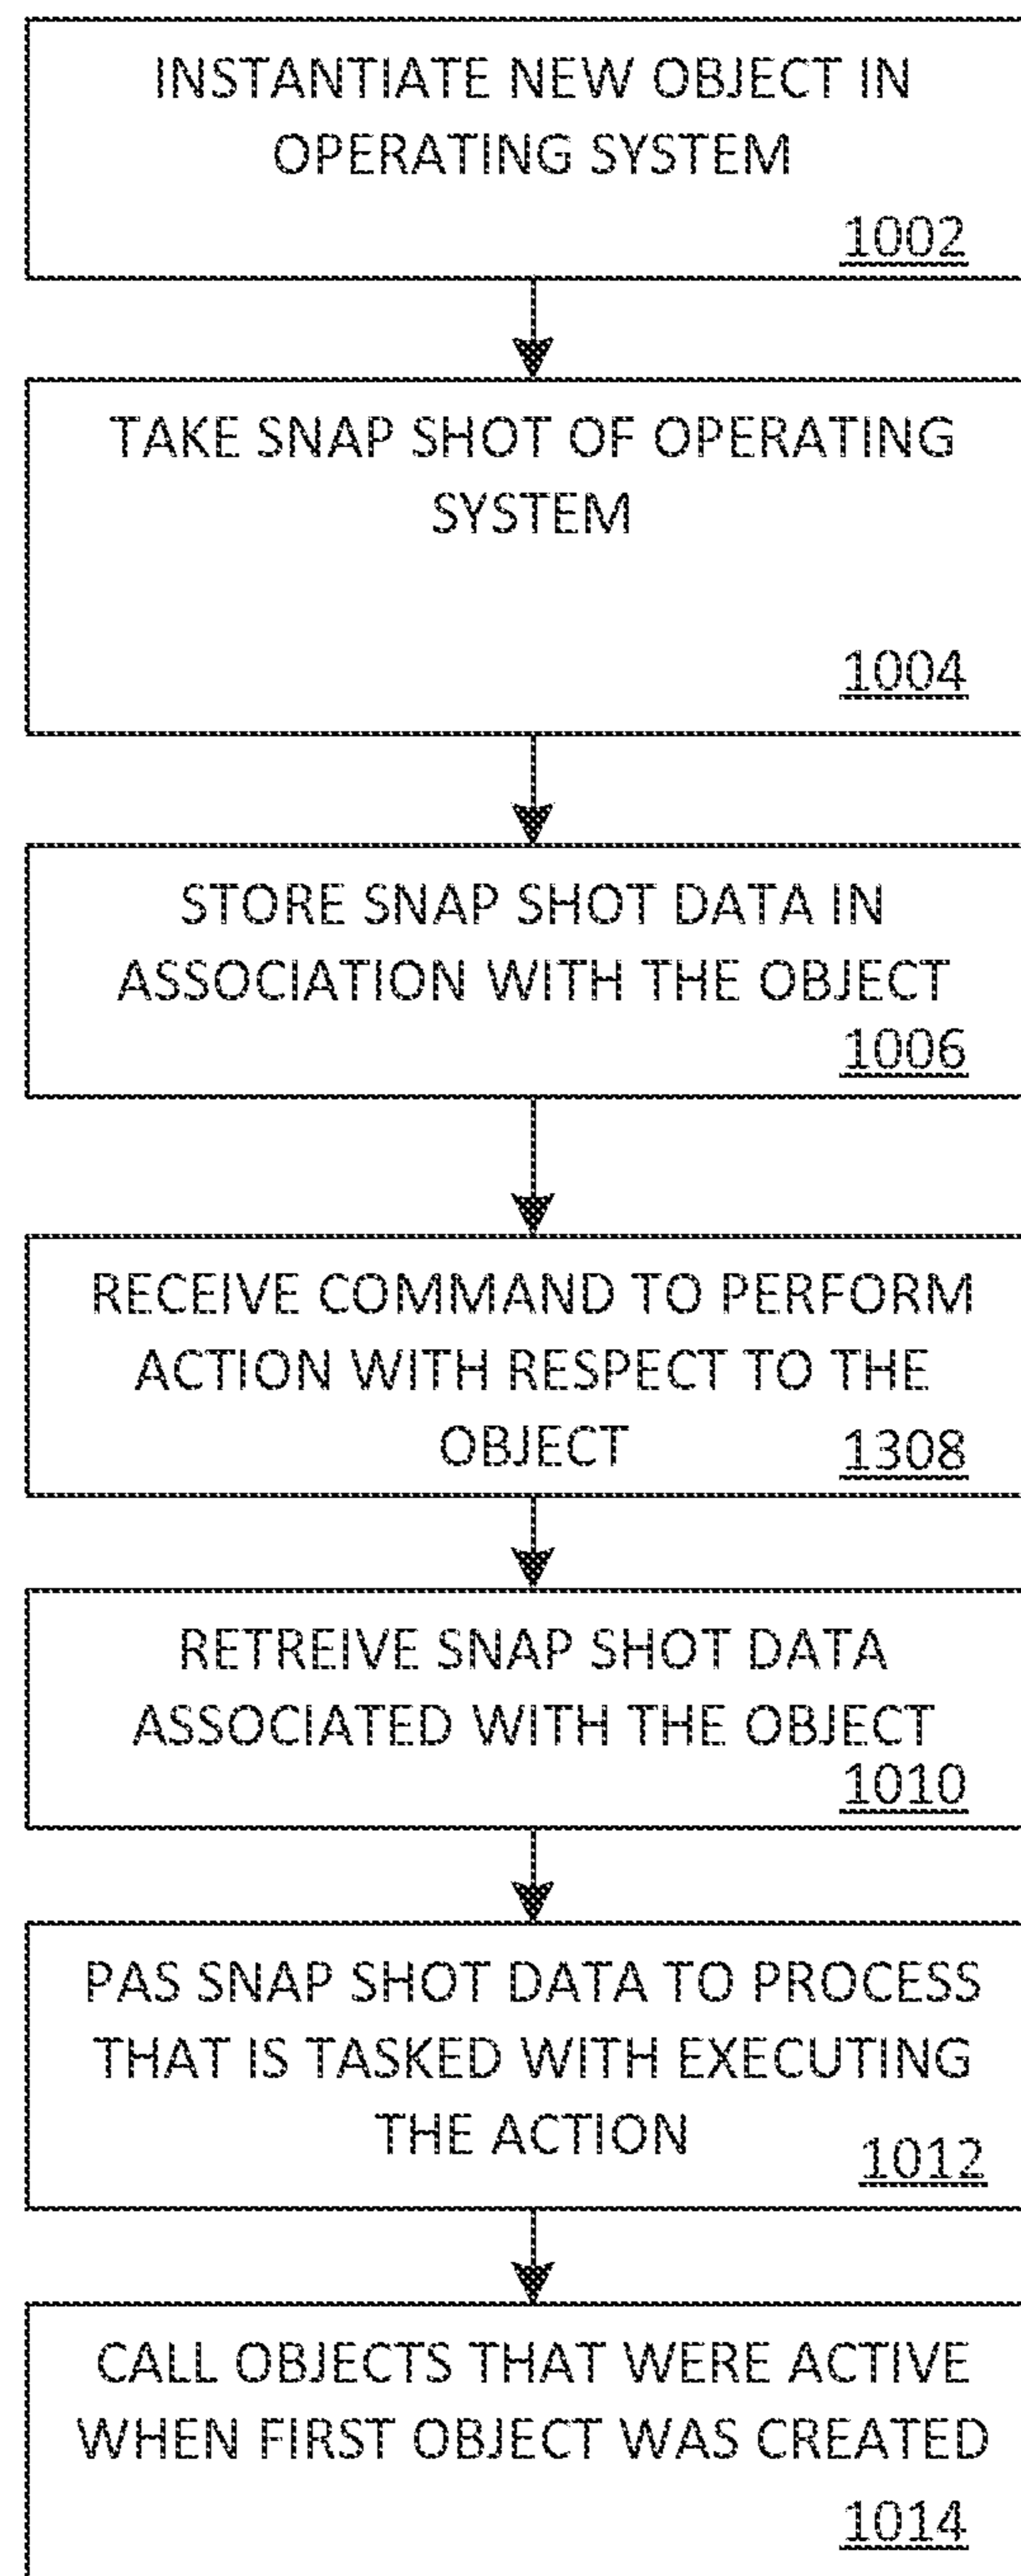 INSTANTIATE NEW OBJECT IN
OPERATING SYSTEM
1002
TAKE SNAP SHOT OF OPERATING
SYSTEM
1004
STORE SNAP SHOT DATA IN
ASSOCIATION WITH THE OBJECT
1006
RECEIVE COMMAND TO PERFORM
ACTION WITH RESPECT TO THE
OBJECT 1308
RETREIVE SNAP SHOT DATA
ASSOCIATED WITH THE OBJECT
1010
PAS SNAP SHOT DATA TO PROCESS
THAT IS TASKED WITH EXECUTING
THE ACTION
1012
CALL OBJECTS THAT WERE ACTIVE
WHEN FIRST OBJECT WAS CREATED
1014